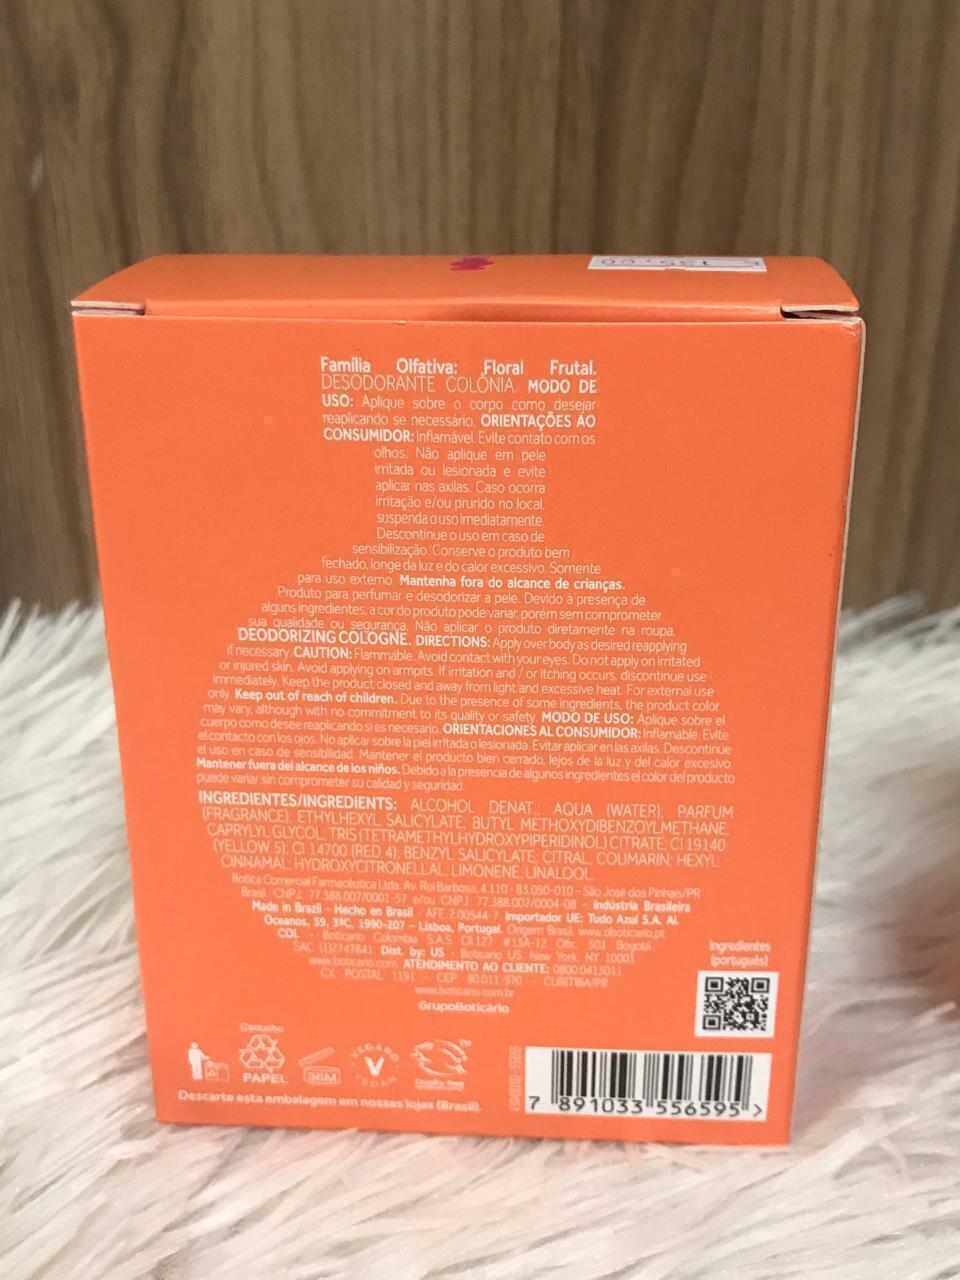 135,00
Família Olfativa: Floral Frutal.
DESODORANTE COLÔNIA. MODO DE
USO: Aplique sobre o corpo como desejar
reaplicando se necessário. ORIENTAÇÕES AO
CONSUMIDOR: Inflamável. Evite contato com os
olhos. Não aplique em pele
irritada ou lesionada e evite
aplicar nas axilas. Caso ocorra
irritação e/ou prurido no local,
suspenda o uso imediatamente.
Descontinue o uso em caso de
sensibilização. Conserve o produto bem
fechado, longe da luz e do calor excessivo. Somente
para uso externo. Mantenha fora do alcance de crianças.
Produto para perfumar e desodorizar a pele. Devido à presença de
alguns ingredientes, a cor do produto pode variar, porém sem comprometer
sua qualidade ou segurança. Não aplicar o produto diretamente na roupa.
DEODORIZING COLOGNE. DIRECTIONS: Apply over body as desired reapplying
if necessary. CAUTION: Flammable. Avoid contact with your eyes. Do not apply on irritated
or injured skin. Avoid applying on armpits. If irritation and / or itching occurs, discontinue use
immediately. Keep the product closed and away from light and excessive heat. For external use
only. Keep out of reach of children. Due to the presence of some ingredients, the product color
may vary, although with no commitment to its quality or safety. MODO DE USO: Aplique sobre el
cuerpo como desee reaplicando si es necesario. ORIENTACIONES AL CONSUMIDOR: Inflamable. Evite
el contacto con los ojos. No aplicar sobre la piel irritada o lesionada. Evitar aplicar en las axilas. Descontinúe
el uso en caso de sensibilidad. Mantener el producto bien cerrado, lejos de la luz y del calor excesivo.
Mantener fuera del alcance de los niños. Debido a la presencia de algunos ingredientes el color del producto
puede variar sin comprometer su calidad y seguridad.
INGREDIENTES/INGREDIENTS: ALCOHOL DENAT.; AQUA (WATER); PARFUM
(FRAGRANCE); ETHYLHEXYL SALICYLATE; BUTYL METHOXYDIBENZOYLMETHANE;
CAPRYLYL GLYCOL; TRIS (TETRAMETHYLHYDROXYPIPERIDINOL) CITRATE; CI 19140
(YELLOW 5); CI 14700 (RED 4); BENZYL SALICYLATE; CITRAL; COUMARIN; HEXYL
CINNAMAL; HYDROXYCITRONELLAL; LIMONENE; LINALOOL.
Botica Comercial Farmacêutica Ltda. Av. Rui Barbosa, 4.110 - 83.050-010 - São José dos Pinhais/PR
Brasil. CNPJ: 77.388.007/0001-57 e/ou CNPJ: 77.388.007/0004-08 - Indústria Brasileira
Made in Brazil - Hecho en Brasil - AFE 2.00544-7 Importador UE: Tudo Azul S.A. Al.
Oceanos, 59, 3ºC, 1990-207 – Lisboa, Portugal. Origem Brasil. www.oboticario.pt
COL - Boticario Colombia S.A.S Cll.127 #13A-12 Ofic. 501 Bogotá.
SAC (1)2747841 Dist. by: US - Boticario US. New York, NY 10001
www.boticario.com. ATENDIMENTO AO CLIENTE: 0800 0413011
CX. POSTAL 1191 – CEP 80.011-970 – CURITIBA/PR
www.boticario.com.br
GrupoBoticário
Ingredientes
(português)
Cartucho
PAPEL
36M
VEGANO
VEGAN
Cruelty free
TM
Descarte esta embalagem em nossas lojas (Brasil).
7 891033 556595 >